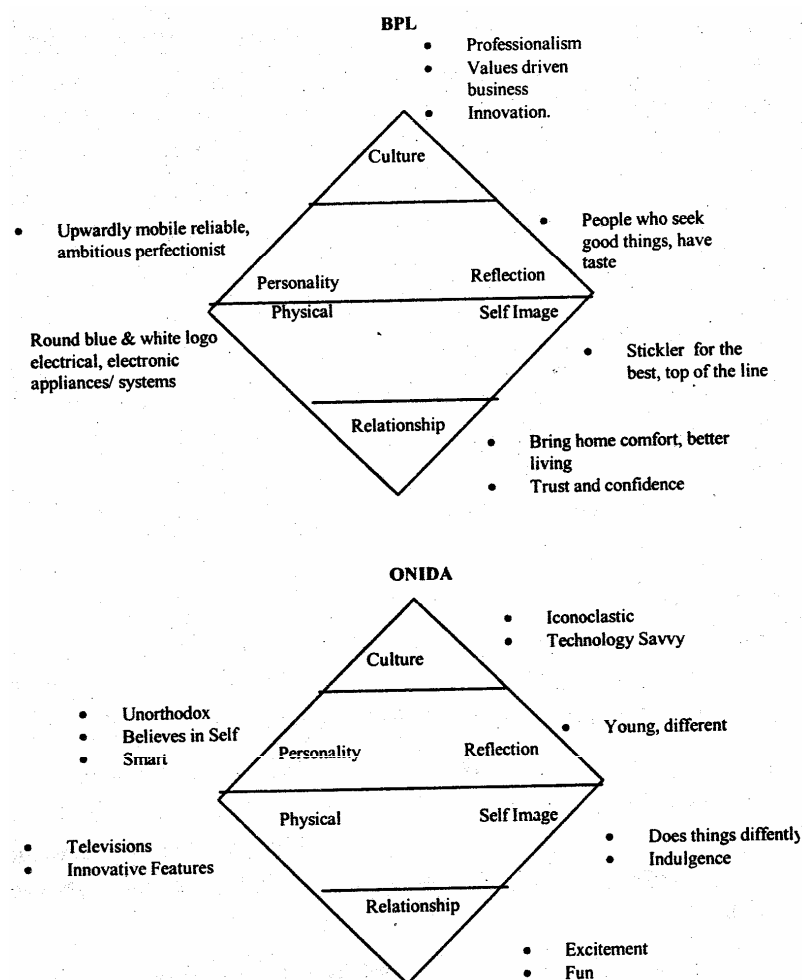 BPL
• Professionalism
• Values driven
business
• Innovation.
Culture
• Upwardly mobile reliable,
ambitious perfectionist
• People who seek
good things, have
taste
Personality Reflection
Physical Self Image
Round blue & white logo
electrical, electronic
appliances/ systems
• Stickler for the
best, top of the line
Relationship
• Bring home comfort, better
living
• Trust and confidence
ONIDA
• Iconoclastic
• Technology Savvy
Culture
• Unorthodox
• Believes in Self
• Smart
• Young, different
Personality Reflection
Physical Self Image
• Televisions
• Innovative Features
• Does things diffently
• Indulgence
Relationship
• Excitement
• Fun